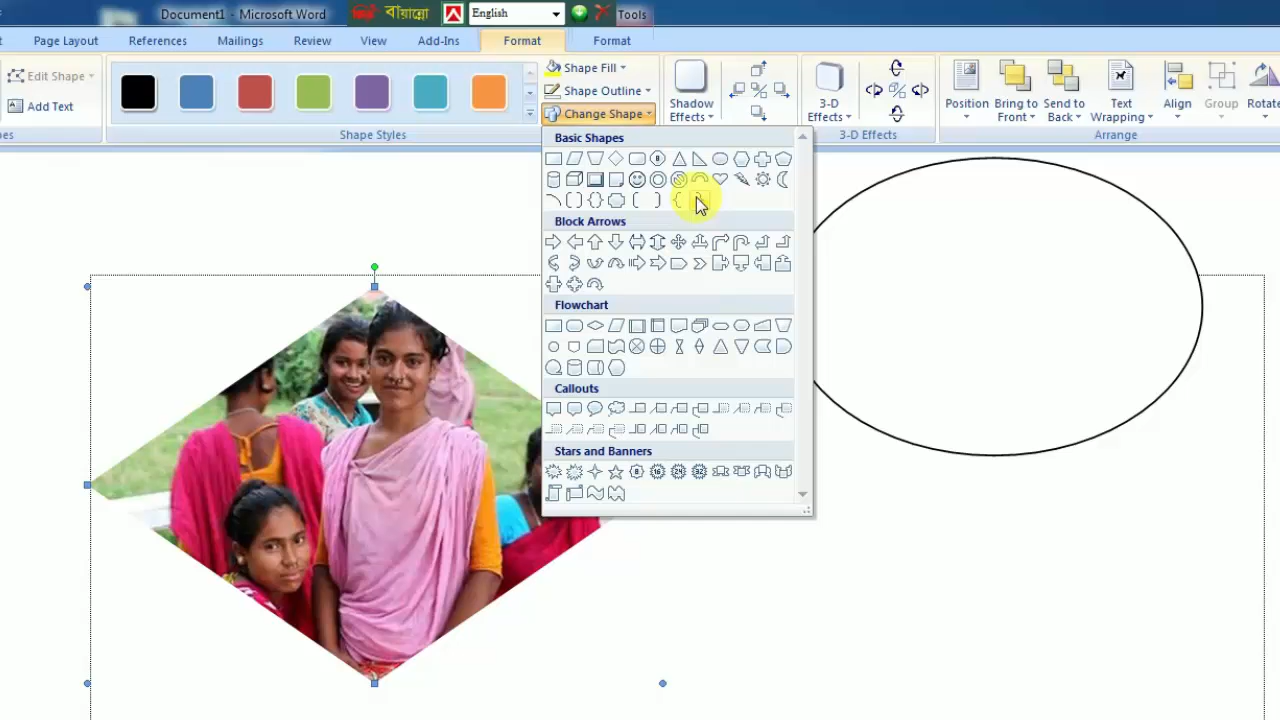 Document1 - Microsoft Word
বায়ান্নো
English
Tools
Page Layout
References
Mailings
Review
View
Add-Ins
Format
Format
Edit Shape
Add Text
Shape Styles
Shape Fill
Shape Outline
Change Shape
Shadow
Effects
3-D
Effects
3-D Effects
Position
Bring to
Front
Send to
Back
Text
Wrapping
Align
Group
Rotate
Arrange
Basic Shapes
Block Arrows
Flowchart
Callouts
Stars and Banners